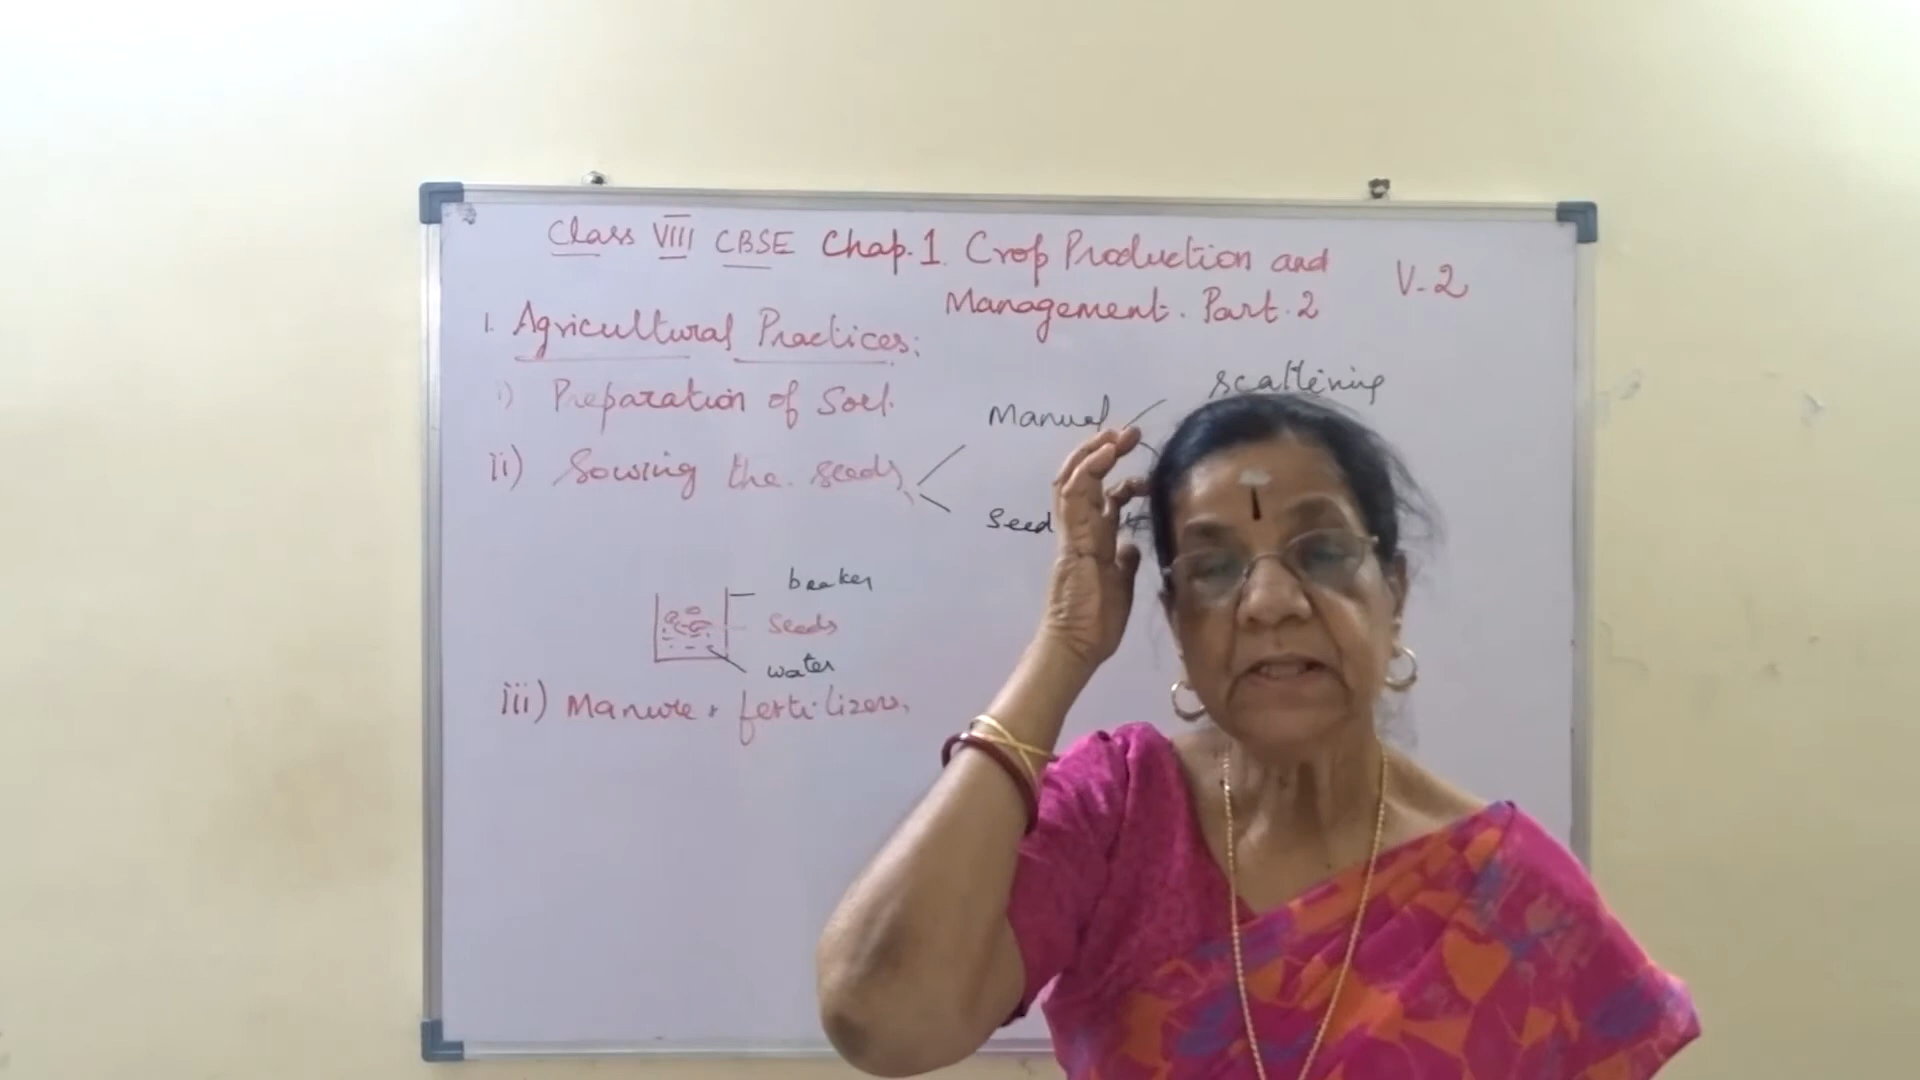 Class VIII CBSE Chap. 1 Crop Production and
Management. Part. 2
V-2
1. Agricultural Practices:
i) Preparation of Soil.
ii) Sowing the seeds
Manual
scattering
Seed
beaker
seeds
water
iii) Manure + fertilizers.